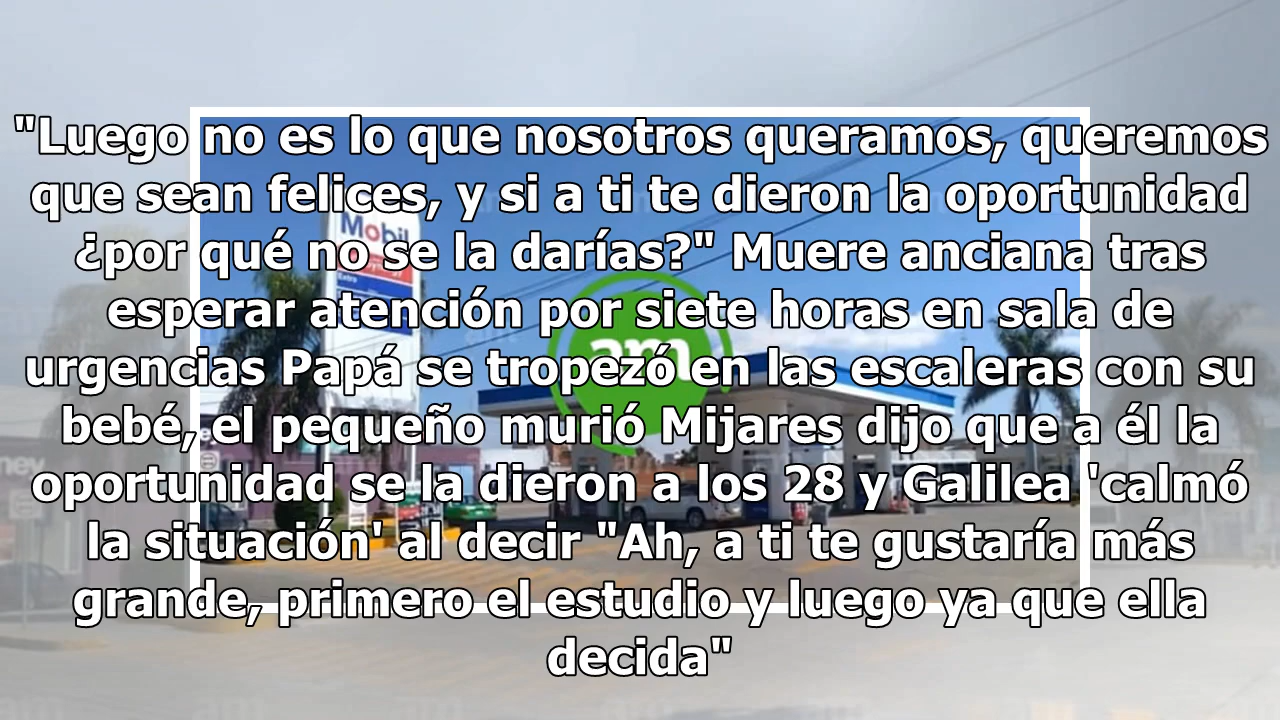 "Luego no es lo que nosotros queramos, queremos
que sean felices, y si a ti te dieron la oportunidad
¿por qué no se la darías?" Muere anciana tras
esperar atención por siete horas en sala de
urgencias Papá se tropezó en las escaleras con su
bebé, el pequeño murió Mijares dijo que a él la
oportunidad se la dieron a los 28 y Galilea 'calmó
la situación' al decir "Ah, a ti te gustaría más
grande, primero el estudio y luego ya que ella
decida"
Mobil
am